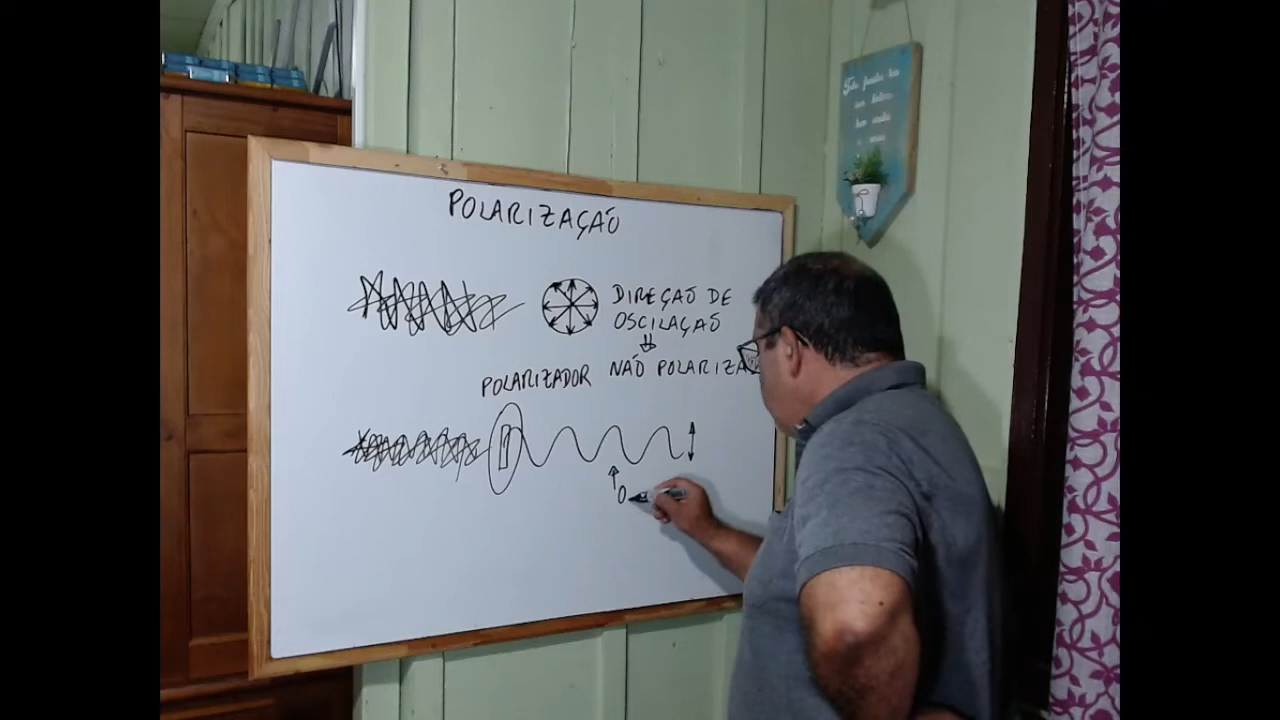 POLARIZAÇÃO
DIREÇÃO DE
OSCILAÇÃO
NÃO POLARIZA
POLARIZADOR
O